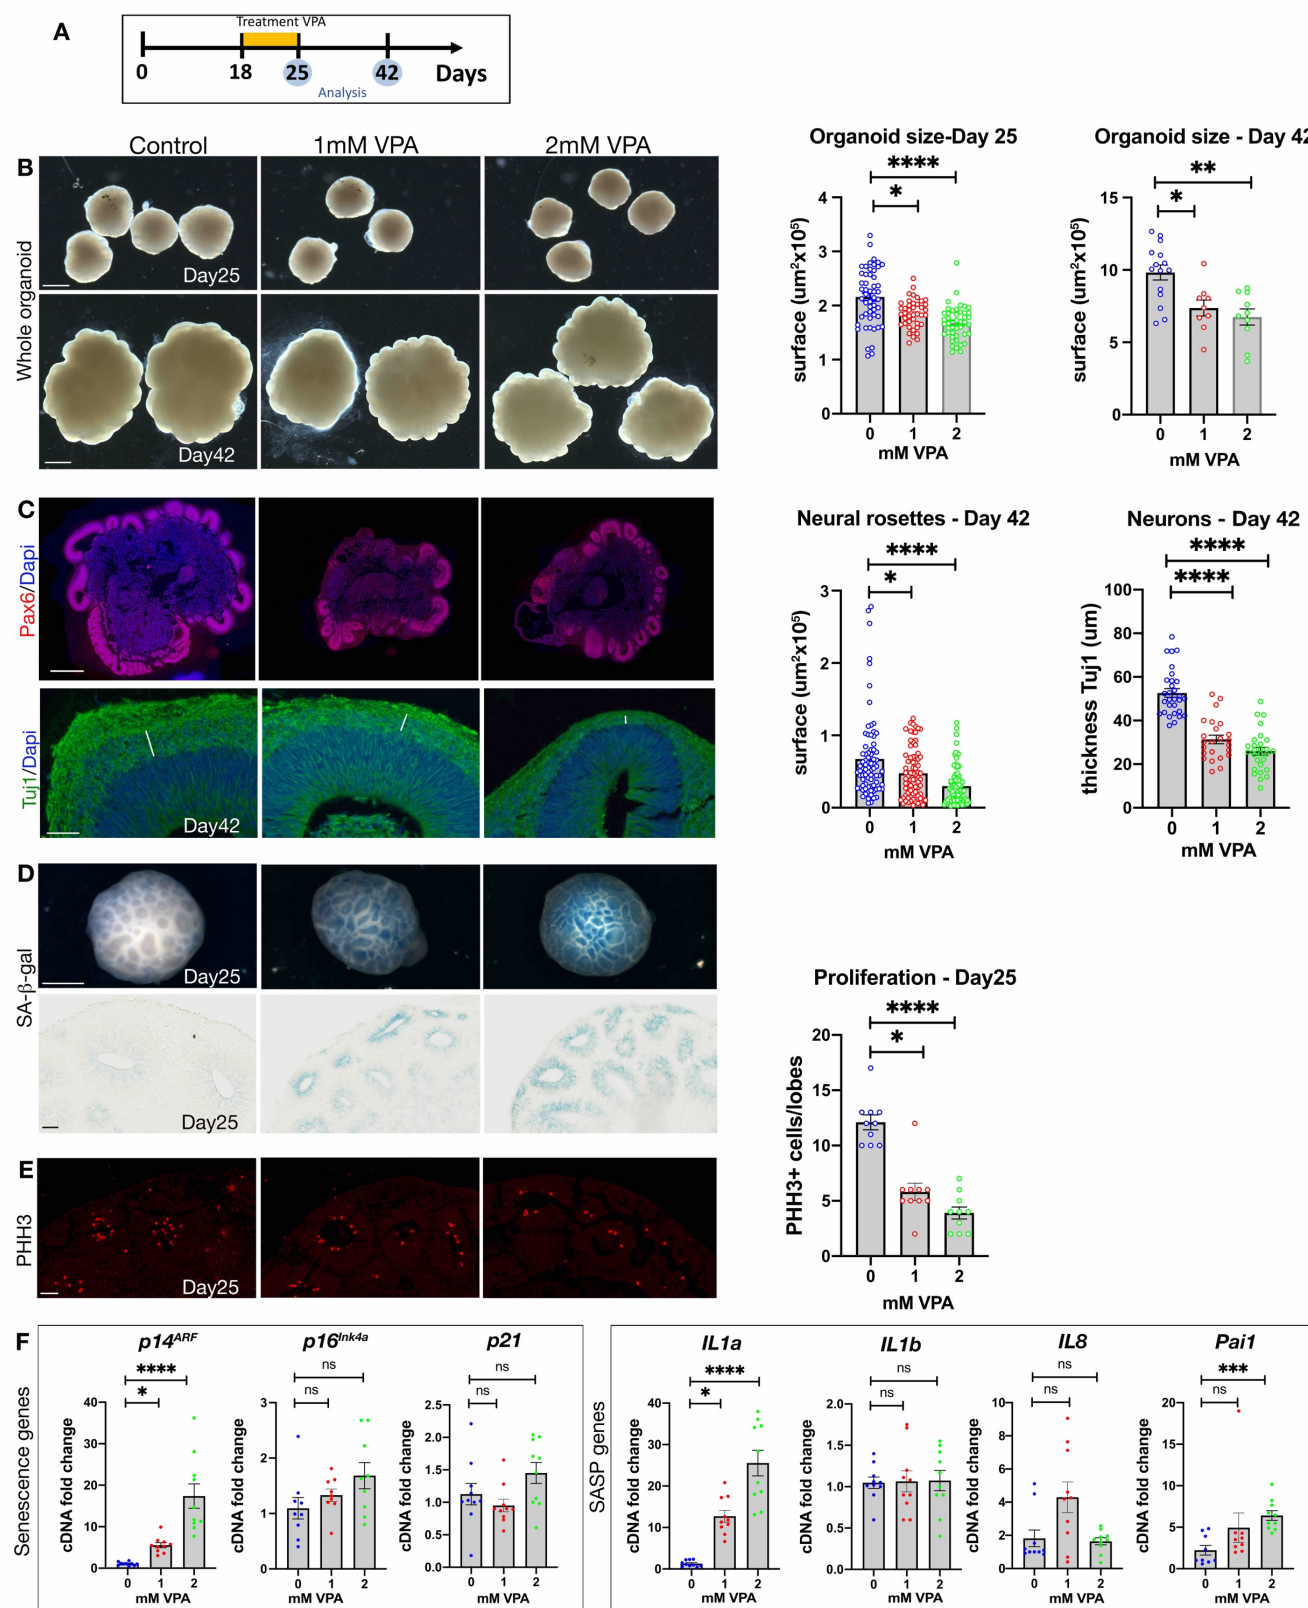 A
Treatment VPA
0
18
25
42
Days
Analysis
B
Control
1mM VPA
2mM VPA
Whole organoid
Day25
Day42
Organoid size-Day 25
****
*
surface (um²x10⁵)
4
3
2
1
0
0
1
2
mM VPA
Organoid size - Day 42
**
*
surface (um²x10⁵)
15
10
5
0
0
1
2
mM VPA
C
Pax6/Dapi
Tuj1/Dapi
Day42
Neural rosettes - Day 42
****
*
surface (um²x10⁵)
3
2
1
0
0
1
2
mM VPA
Neurons - Day 42
****
****
thickness Tuj1 (um)
100
80
60
40
20
0
0
1
2
mM VPA
D
SA-β-gal
Day25
Day25
E
PHH3
Day25
Proliferation - Day25
****
*
PHH3+ cells/lobes
20
15
10
5
0
0
1
2
mM VPA
F
Senescence genes
p14ᴬᴿᶠ
****
*
cDNA fold change
40
30
20
10
0
0
1
2
mM VPA
p16ᴵⁿᵏ⁴ᵃ
ns
ns
cDNA fold change
3
2
1
0
0
1
2
mM VPA
p21
ns
ns
cDNA fold change
2.5
2.0
1.5
1.0
0.5
0.0
0
1
2
mM VPA
SASP genes
IL1a
****
*
cDNA fold change
40
30
20
10
0
0
1
2
mM VPA
IL1b
ns
ns
cDNA fold change
2.0
1.5
1.0
0.5
0.0
0
1
2
mM VPA
IL8
ns
ns
cDNA fold change
10
8
6
4
2
0
0
1
2
mM VPA
Pai1
***
ns
cDNA fold change
20
15
10
5
0
0
1
2
mM VPA